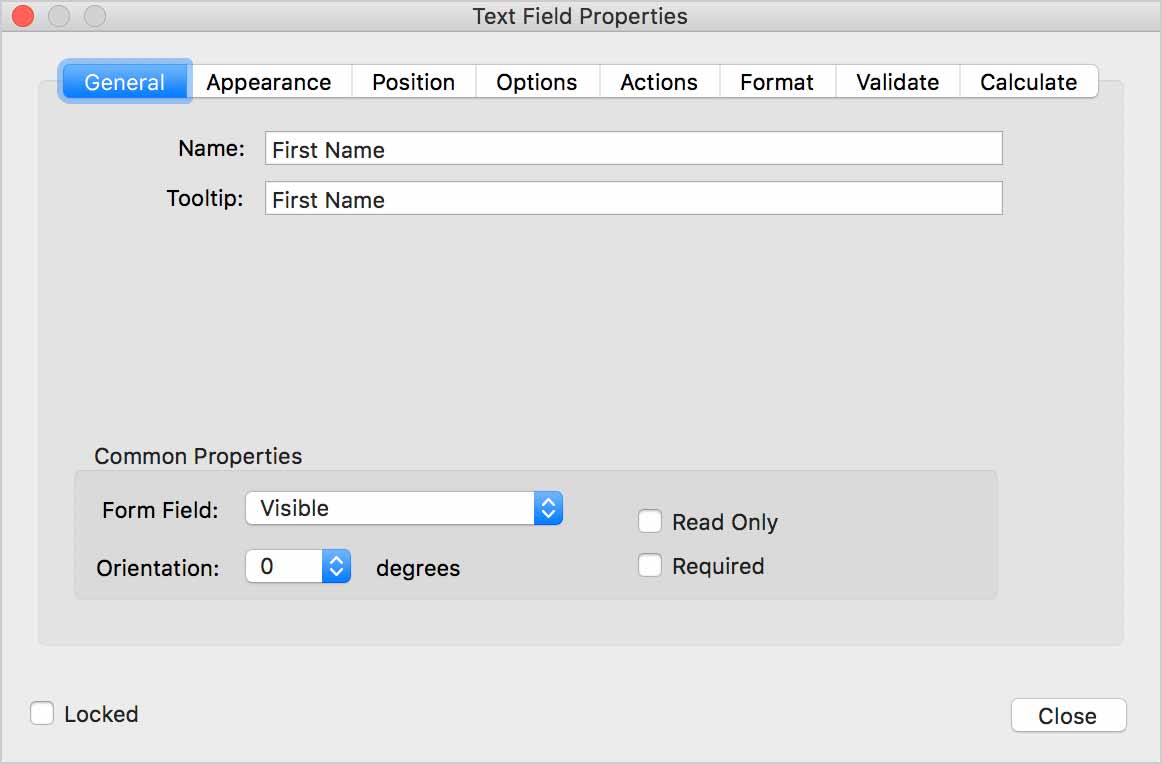 Text Field Properties
General Appearance Position Options Actions Format Validate Calculate
Name: First Name
Tooltip: First Name
Common Properties
Form Field: Visible
Read Only
Orientation: 0 degrees
Required
Locked
Close